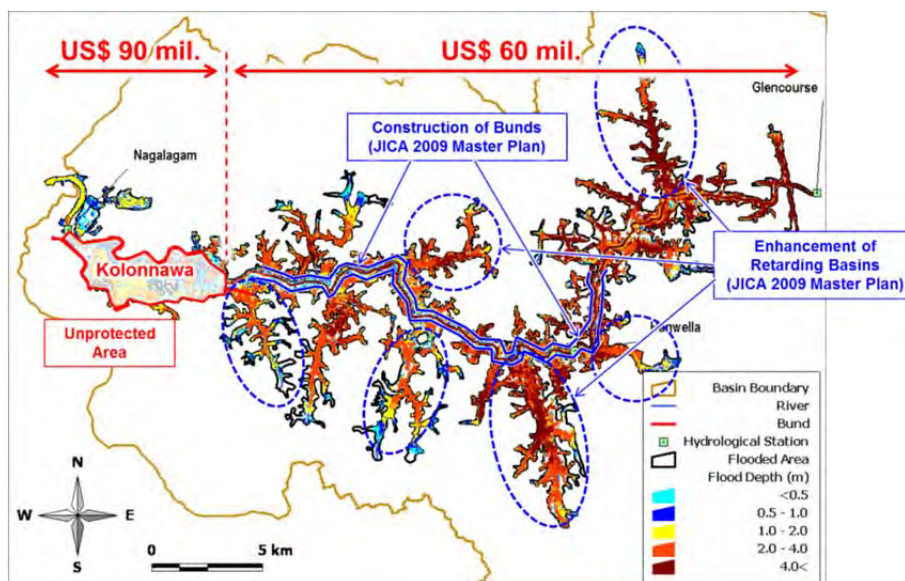 US$ 90 mil.
US$ 60 mil.
Glencourse
Construction of Bunds
(JICA 2009 Master Plan)
Nagalagam
Enhancement of
Retarding Basins
(JICA 2009 Master Plan)
Kolonnawa
Unprotected
Area
Basin Boundary
River
Bund
Hydrological Station
Flooded Area
Flood Depth (m)
<0.5
0.5 - 1.0
1.0 - 2.0
2.0 - 4.0
4.0<
N
W
E
S
0
5 km